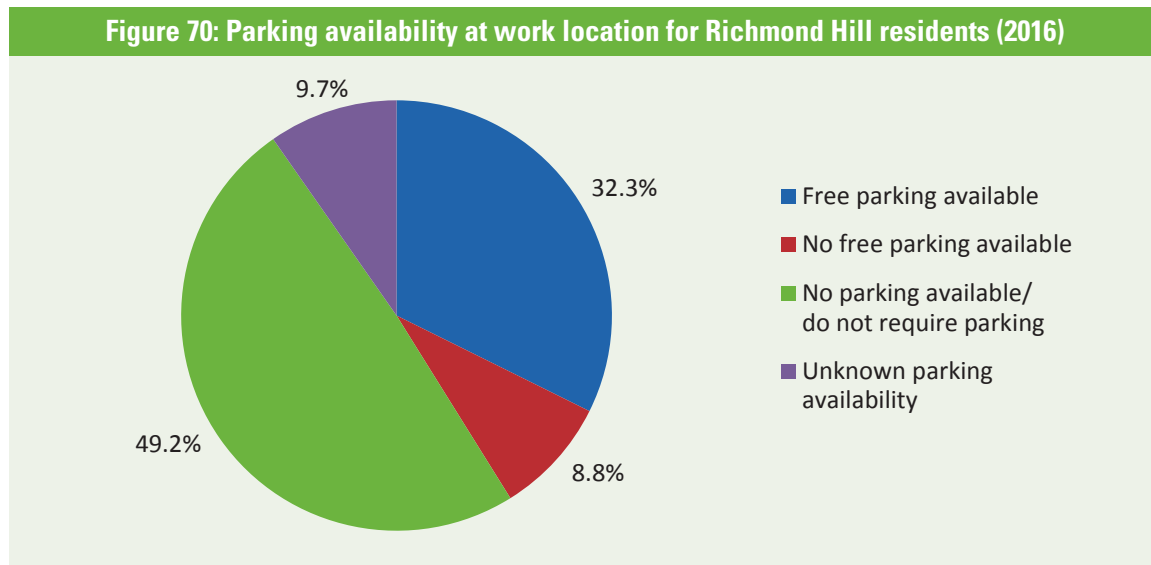 Figure 70: Parking availability at work location for Richmond Hill residents (2016)
9.7%
32.3%
Free parking available
No free parking available
No parking available/
do not require parking
Unknown parking
availability
49.2%
8.8%